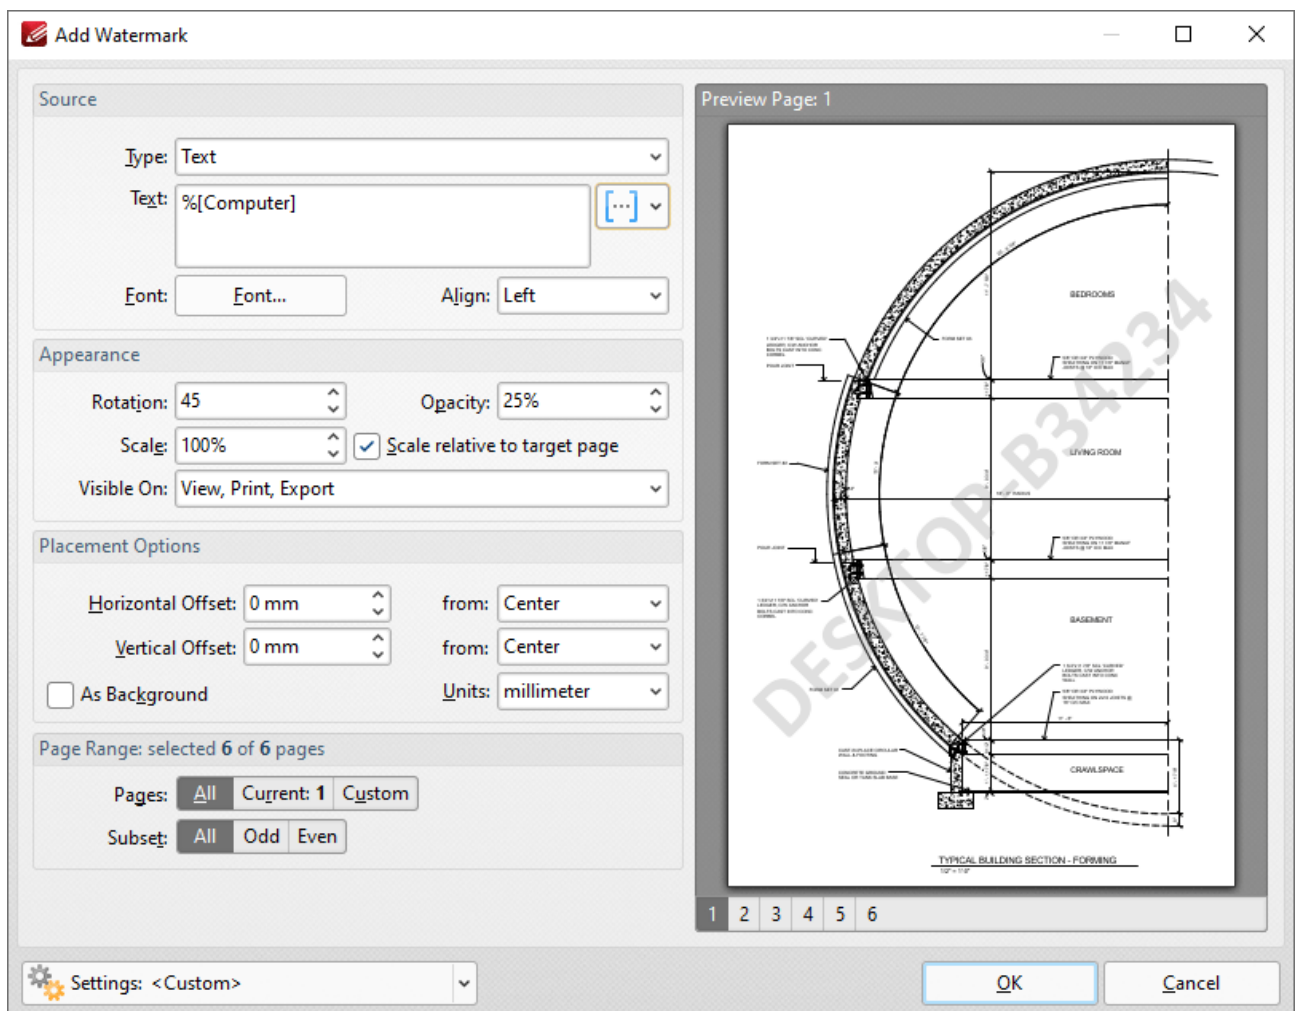 Add Watermark
Source
Type: Text
Text: %[Computer]
Font: Font... Align: Left
Appearance
Rotation: 45 Opacity: 25%
Scale: 100% Scale relative to target page
Visible On: View, Print, Export
Placement Options
Horizontal Offset: 0 mm from: Center
Vertical Offset: 0 mm from: Center
As Background Units: millimeter
Page Range: selected 6 of 6 pages
Pages: All Current: 1 Custom
Subset: All Odd Even
Preview Page: 1
BEDROOMS
LIVING ROOM
BASEMENT
CRAWLSPACE
DESKTOP-B34234
TYPICAL BUILDING SECTION - FORMING
1 2 3 4 5 6
Settings: <Custom>
OK Cancel